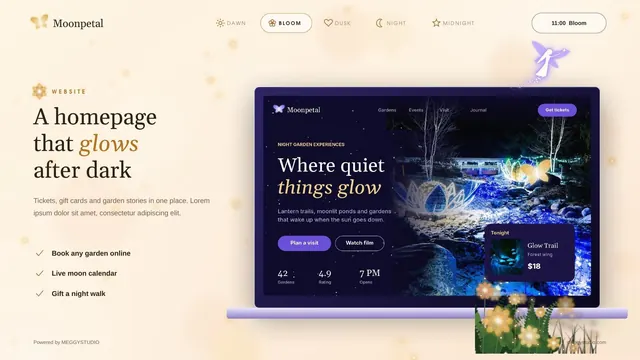 Moonpetal
DAWN
BLOOM
DUSK
NIGHT
MIDNIGHT
11:00 Bloom
WEBSITE
A homepage
that glows
after dark
Tickets, gift cards and garden stories in one place. Lorem
ipsum dolor sit amet, consectetur adipiscing elit.
Book any garden online
Live moon calendar
Gift a night walk
Powered by MEGGYSTUDIO
Moonpetal
Gardens
Events
Visit
Journal
Get tickets
NIGHT GARDEN EXPERIENCES
Where quiet
things glow
Lantern trails, moonlit ponds and gardens
that wake up when the sun goes down.
Plan a visit
Watch film
42
Gardens
4.9
Rating
7 PM
Opens
Tonight
Glow Trail
Forest wing
$18